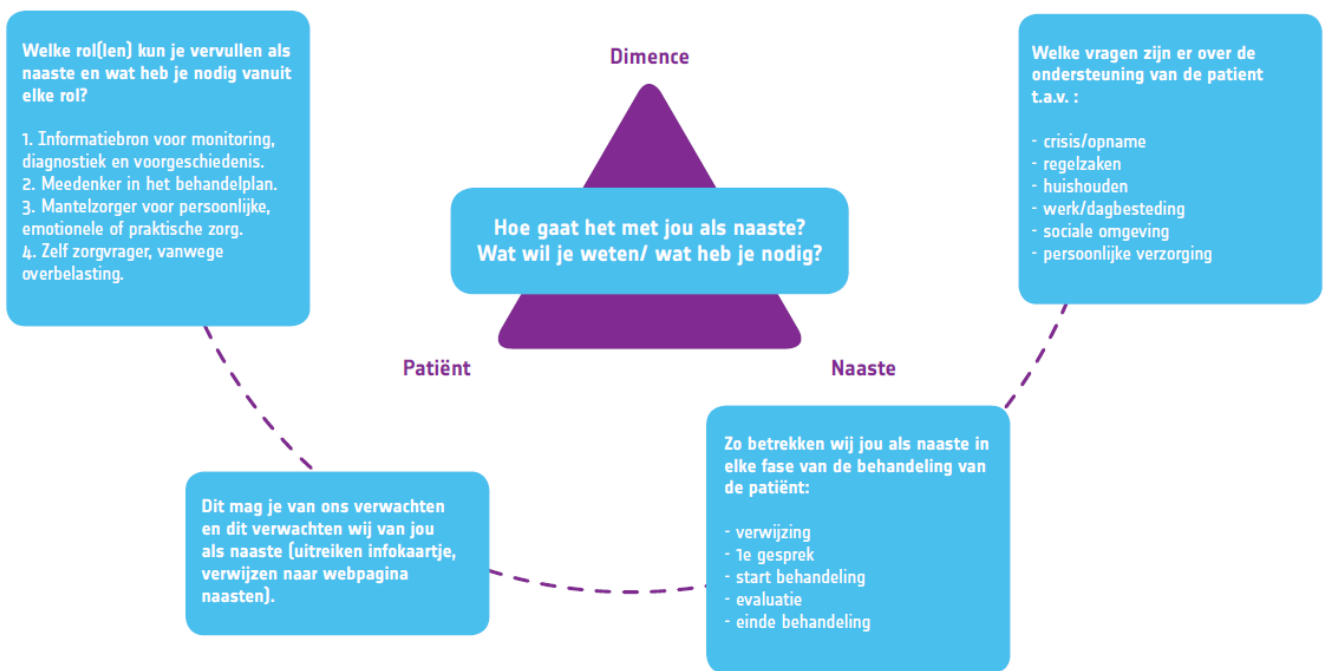 Welke rol(len) kun je vervullen als
naaste en wat heb je nodig vanuit
elke rol?
1. Informatiebron voor monitoring,
diagnostiek en voorgeschiedenis.
2. Meedenker in het behandelplan.
3. Mantelzorger voor persoonlijke,
emotionele of praktische zorg.
4. Zelf zorgvrager, vanwege
overbelasting.
Dimence
Hoe gaat het met jou als naaste?
Wat wil je weten/ wat heb je nodig?
Patiënt
Naaste
Welke vragen zijn er over de
ondersteuning van de patient
t.a.v. :
- crisis/opname
- regelzaken
- huishouden
- werk/dagbesteding
- sociale omgeving
- persoonlijke verzorging
Dit mag je van ons verwachten
en dit verwachten wij van jou
als naaste (uitreiken infokaartje,
verwijzen naar webpagina
naasten).
Zo betrekken wij jou als naaste in
elke fase van de behandeling van
de patiënt:
- verwijzing
- 1e gesprek
- start behandeling
- evaluatie
- einde behandeling